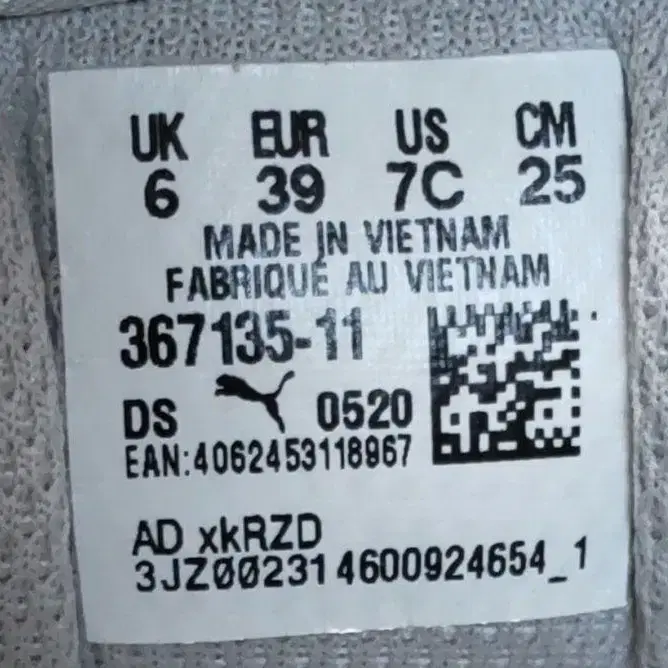 UK EUR US CM
6 39 7C 25
MADE IN VIETNAM
FABRIQUÉ AU VIETNAM
367135-11
DS 0520
EAN:4062453118967
AD xkRZD
3JZ00231 4600924654_1